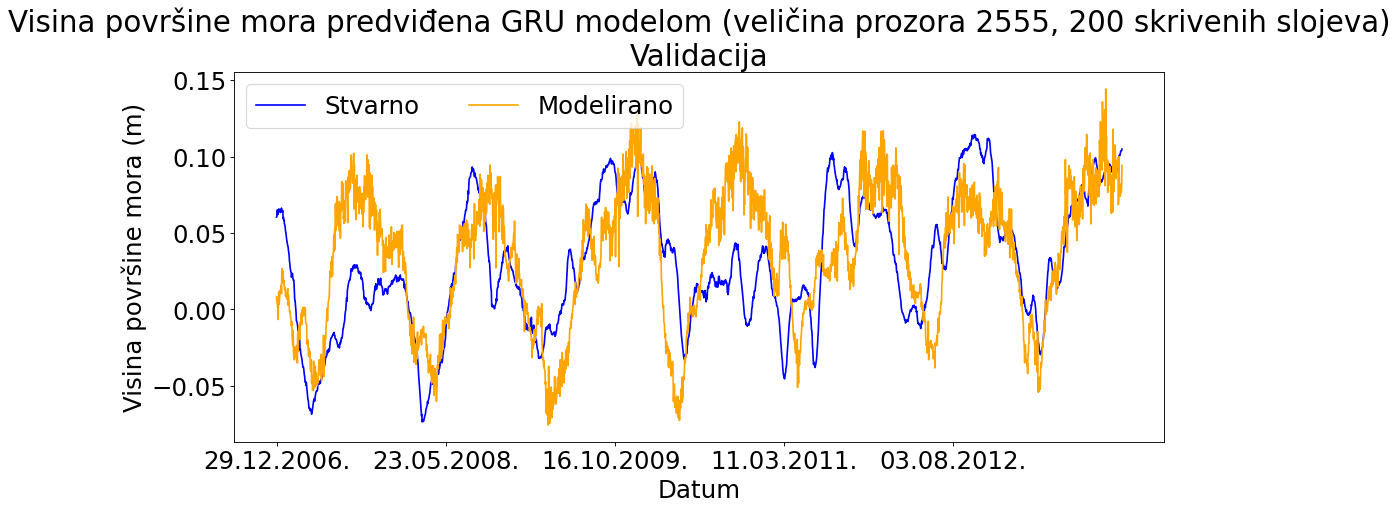 Visina površine mora predviđena GRU modelom (veličina prozora 2555, 200 skrivenih slojeva)
Validacija
Stvarno
Modelirano
Visina površine mora (m)
0.15
0.10
0.05
0.00
−0.05
29.12.2006.
23.05.2008.
16.10.2009.
11.03.2011.
03.08.2012.
Datum